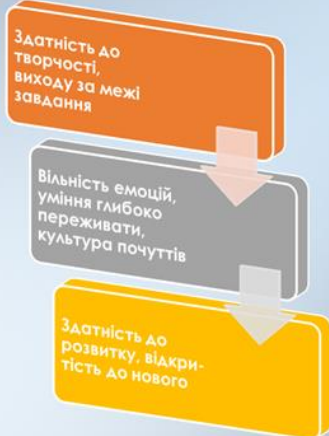 Здатність до
творчості,
виходу за межі
завдання
Вільність емоцій,
уміння глибоко
переживати,
культура почуттів
Здатність до
розвитку, відкри-
тість до нового